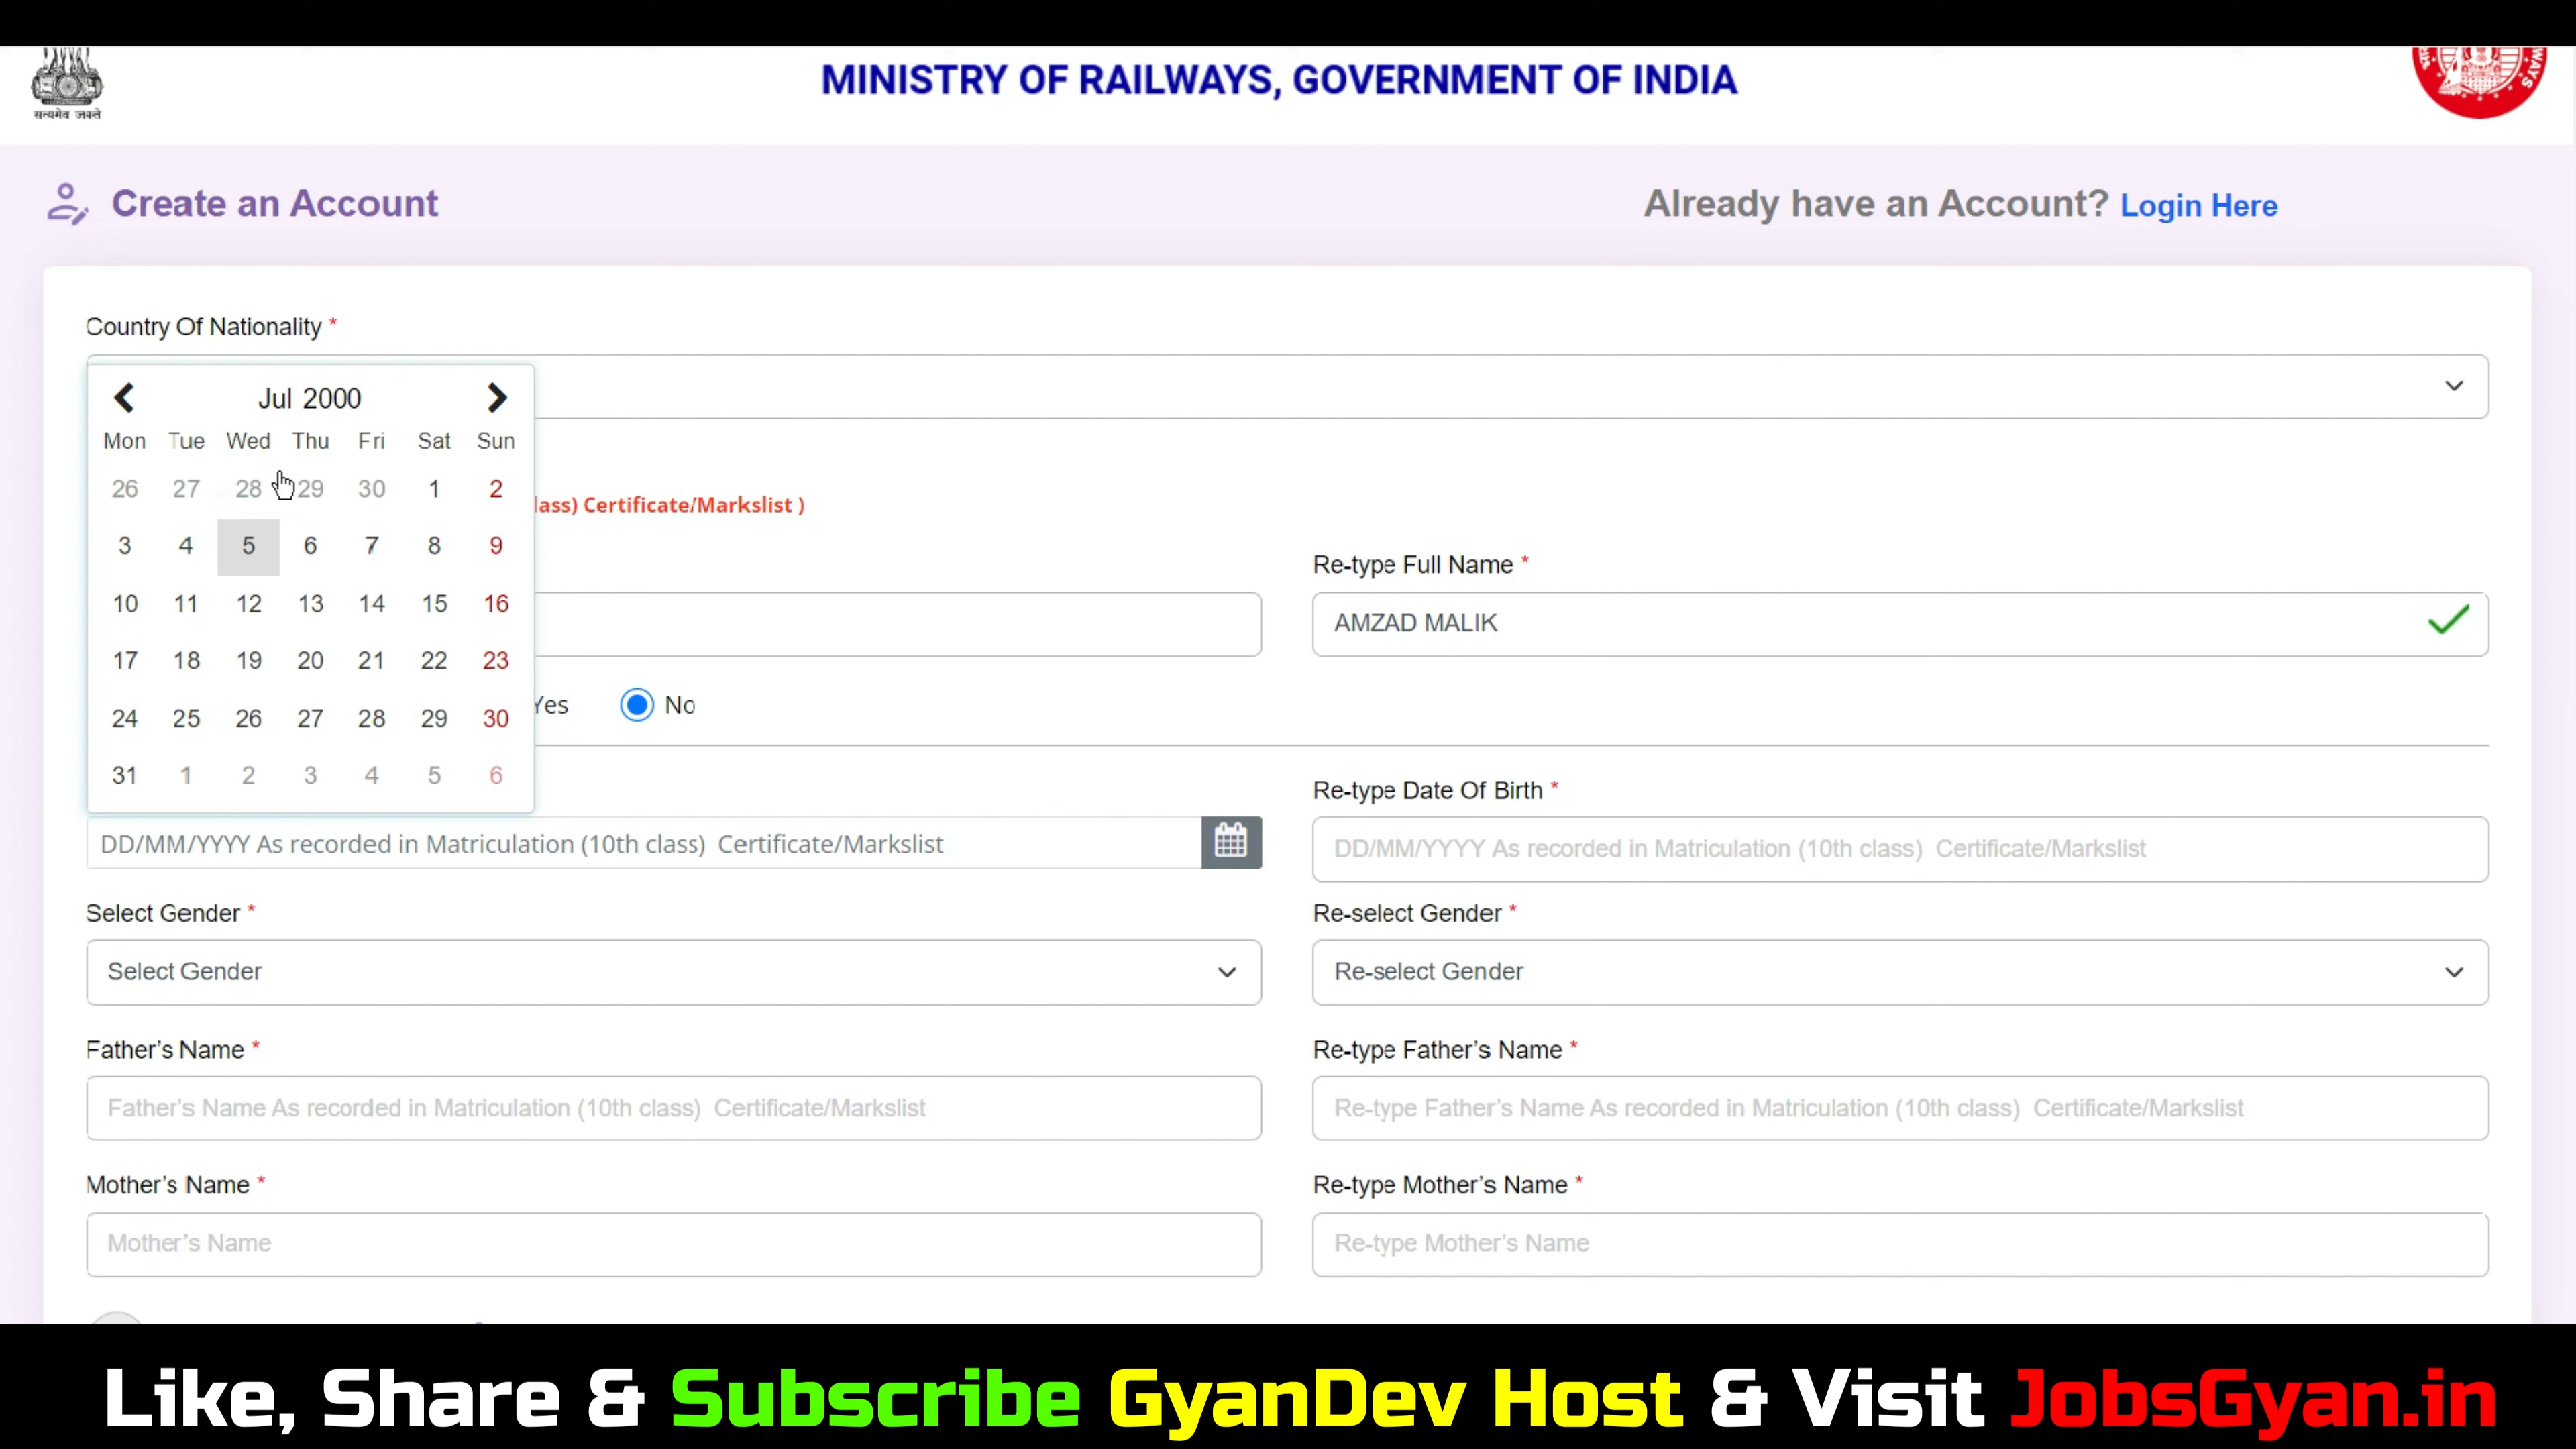 सत्यमेव जयते
MINISTRY OF RAILWAYS, GOVERNMENT OF INDIA
WAYS
Create an Account
Already have an Account? Login Here
Country Of Nationality *
Jul 2000
Mon Tue Wed Thu Fri Sat Sun
26 27 28 29 30 1 2
3 4 5 6 7 8 9
10 11 12 13 14 15 16
17 18 19 20 21 22 23
24 25 26 27 28 29 30
31 1 2 3 4 5 6
lass) Certificate/Markslist )
Re-type Full Name *
AMZAD MALIK
Yes No
Re-type Date Of Birth *
DD/MM/YYYY As recorded in Matriculation (10th class) Certificate/Markslist
DD/MM/YYYY As recorded in Matriculation (10th class) Certificate/Markslist
Select Gender *
Re-select Gender *
Select Gender
Re-select Gender
Father's Name *
Re-type Father's Name *
Father's Name As recorded in Matriculation (10th class) Certificate/Markslist
Re-type Father's Name As recorded in Matriculation (10th class) Certificate/Markslist
Mother's Name *
Re-type Mother's Name *
Mother's Name
Re-type Mother's Name
Like, Share & Subscribe GyanDev Host & Visit JobsGyan.in